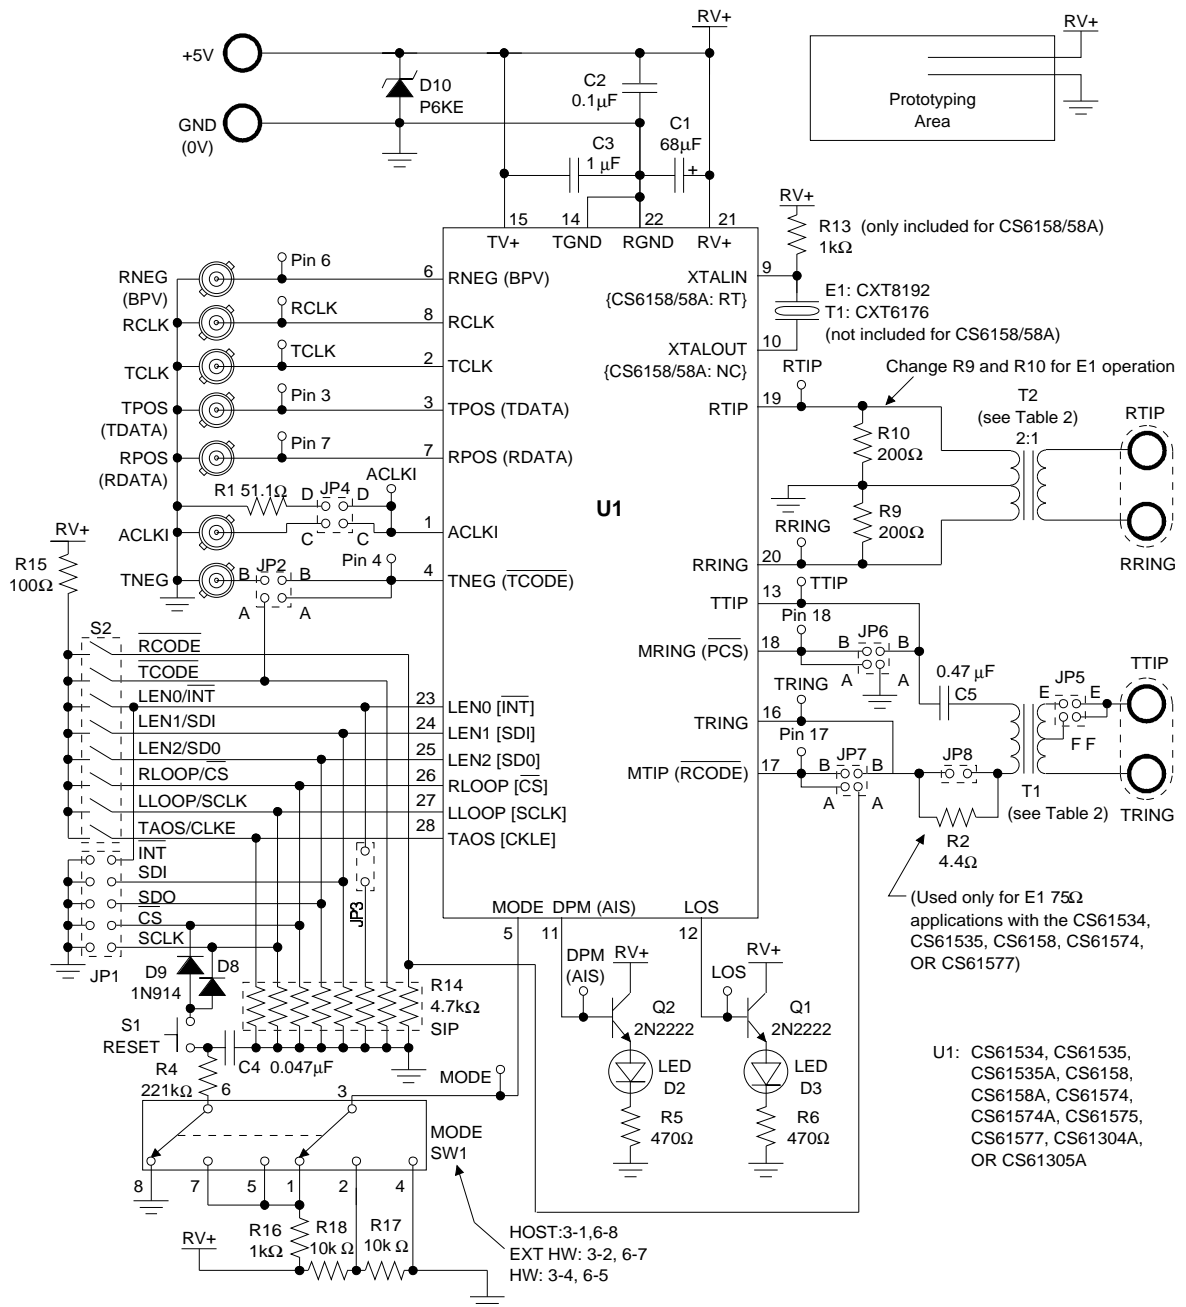 RV+
RV+
+5V
D10
P6KE
C2
0.1µF
Prototyping
Area
GND
(0V)
C1
68µF
+
C3
1 µF
RV+
15
14
22
21
TV+
TGND
RGND
RV+
R13 (only included for CS6158/58A)
1kΩ
Pin 6
RNEG
(BPV)
6
RNEG (BPV)
XTALIN
9
{CS6158/58A: RT}
E1: CXT8192
T1: CXT6176
(not included for CS6158/58A)
RCLK
RCLK
8
RCLK
10
XTALOUT
{CS6158/58A: NC}
TCLK
TCLK
2
TCLK
RTIP
Change R9 and R10 for E1 operation
Pin 3
TPOS
(TDATA)
3
TPOS (TDATA)
RTIP
19
T2
(see Table 2)
2:1
RTIP
R10
200Ω
Pin 7
RPOS
(RDATA)
7
RPOS (RDATA)
ACLKI
R1 51.1Ω
D
JP4
D
U1
C
C
ACLKI
1
ACLKI
R9
200Ω
RRING
RRING
20
RRING
RV+
R15
100Ω
Pin 4
TNEG
B
JP2
B
4
TNEG (T̅C̅O̅D̅E̅)
A
A
TTIP
TTIP
13
Pin 18
MRING (P̅C̅S̅)
18
B
JP6
B
A
A
S2
R̅C̅O̅D̅E̅
T̅C̅O̅D̅E̅
LEN0/I̅N̅T̅
LEN1/SDI
LEN2/SD0
RLOOP/C̅S̅
LLOOP/SCLK
TAOS/CLKE
I̅N̅T̅
SDI
SDO
C̅S̅
SCLK
JP1
23
LEN0 [I̅N̅T̅]
24
LEN1 [SDI]
25
LEN2 [SD0]
26
RLOOP [C̅S̅]
27
LLOOP [SCLK]
28
TAOS [CKLE]
0.47 µF
C5
TRING
TRING
16
Pin 17
MTIP (R̅C̅O̅D̅E̅)
17
B
JP7
B
A
A
JP8
E
JP5
E
F F
TTIP
TRING
T1
(see Table 2)
R2
4.4Ω
(Used only for E1 75Ω
applications with the CS61534,
CS61535, CS6158, CS61574,
OR CS61577)
JP3
MODE
DPM (AIS)
LOS
5
11
12
DPM
(AIS)
RV+
Q2
2N2222
LED
D2
R5
470Ω
LOS
RV+
Q1
2N2222
LED
D3
R6
470Ω
D9
1N914
D8
R14
4.7kΩ
SIP
S1
RESET
C4
0.047µF
R4
221kΩ
6
3
MODE
MODE
SW1
8
7
5
1
2
4
R16
1kΩ
R18
10k Ω
R17
10k Ω
RV+
HOST:3-1,6-8
EXT HW: 3-2, 6-7
HW: 3-4, 6-5
U1: CS61534, CS61535,
CS61535A, CS6158,
CS6158A, CS61574,
CS61574A, CS61575,
CS61577, CS61304A,
OR CS61305A